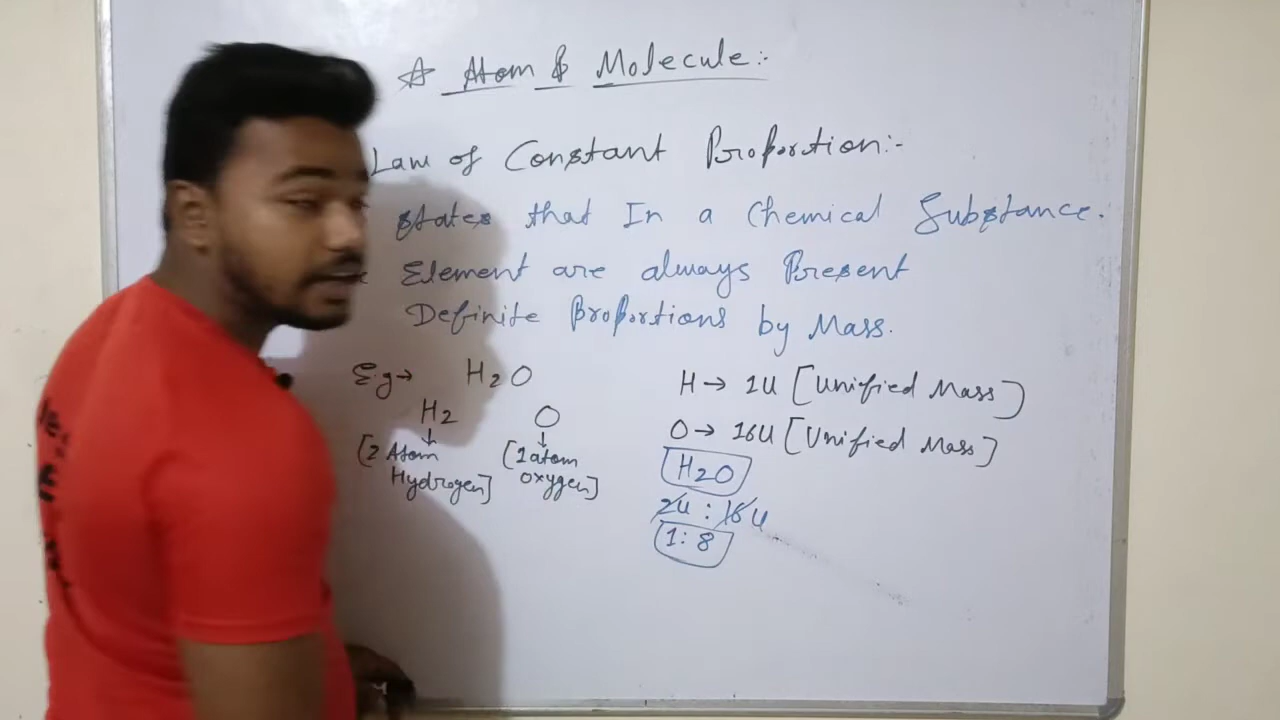 ☆ Atom & Molecule:-
Law of Constant Proportion:-
states that In a Chemical Substance.
Element are always Present
Definite Proportions by Mass.
E.g→ H2O
H2 O
↓ ↓
[2 Atom Hydrogen] [1 atom oxygen]
H→ 1U [Unified Mass]
O→ 16U [Unified Mass]
H2O
2U : 16U
1:8